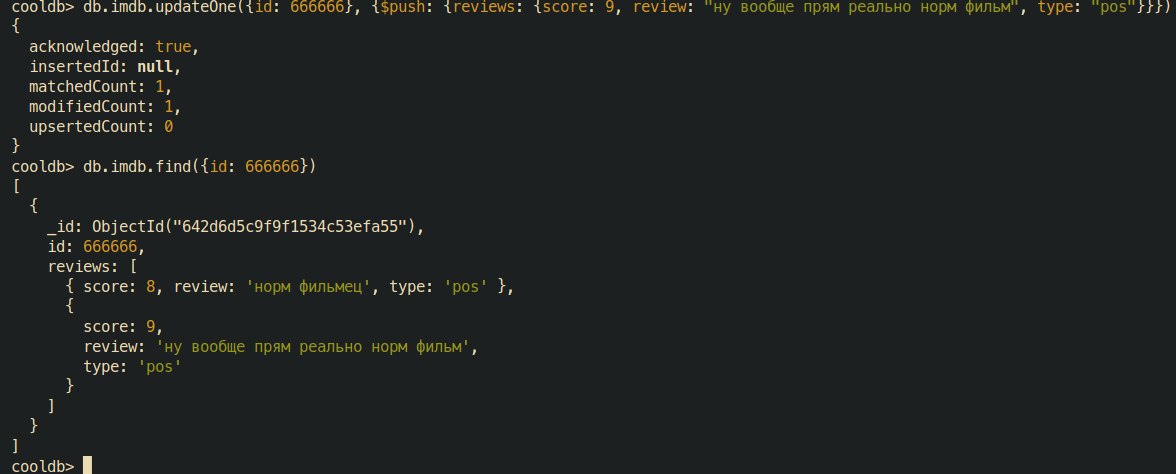 cooldb> db.imdb.updateOne({id: 666666}, {$push: {reviews: {score: 9, review: "ну вообще прям реально норм фильм", type: "pos"}}})
{
  acknowledged: true,
  insertedId: null,
  matchedCount: 1,
  modifiedCount: 1,
  upsertedCount: 0
}
cooldb> db.imdb.find({id: 666666})
[
  {
    _id: ObjectId("642d6d5c9f9f1534c53efa55"),
    id: 666666,
    reviews: [
      { score: 8, review: 'норм фильмец', type: 'pos' },
      {
        score: 9,
        review: 'ну вообще прям реально норм фильм',
        type: 'pos'
      }
    ]
  }
]
cooldb>